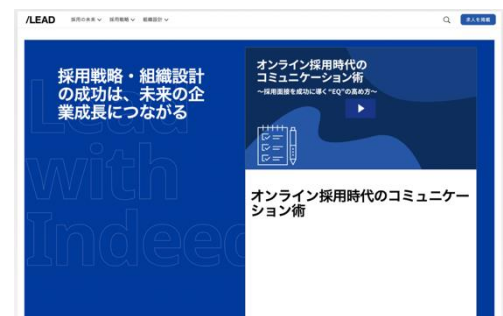 /LEAD
採用の未来
採用戦略
組織設計
求人を掲載
採用戦略・組織設計
の成功は、未来の企
業成長につながる
Lead
with
Indeed
オンライン採用時代の
コミュニケーション術
〜採用面接を成功に導く“EQ”の高め方〜
オンライン採用時代のコミュニケー
ション術